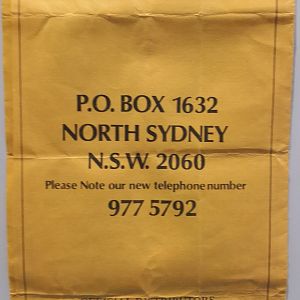 P.O. BOX 1632
NORTH SYDNEY
N.S.W. 2060
Please Note our new telephone number
977 5792